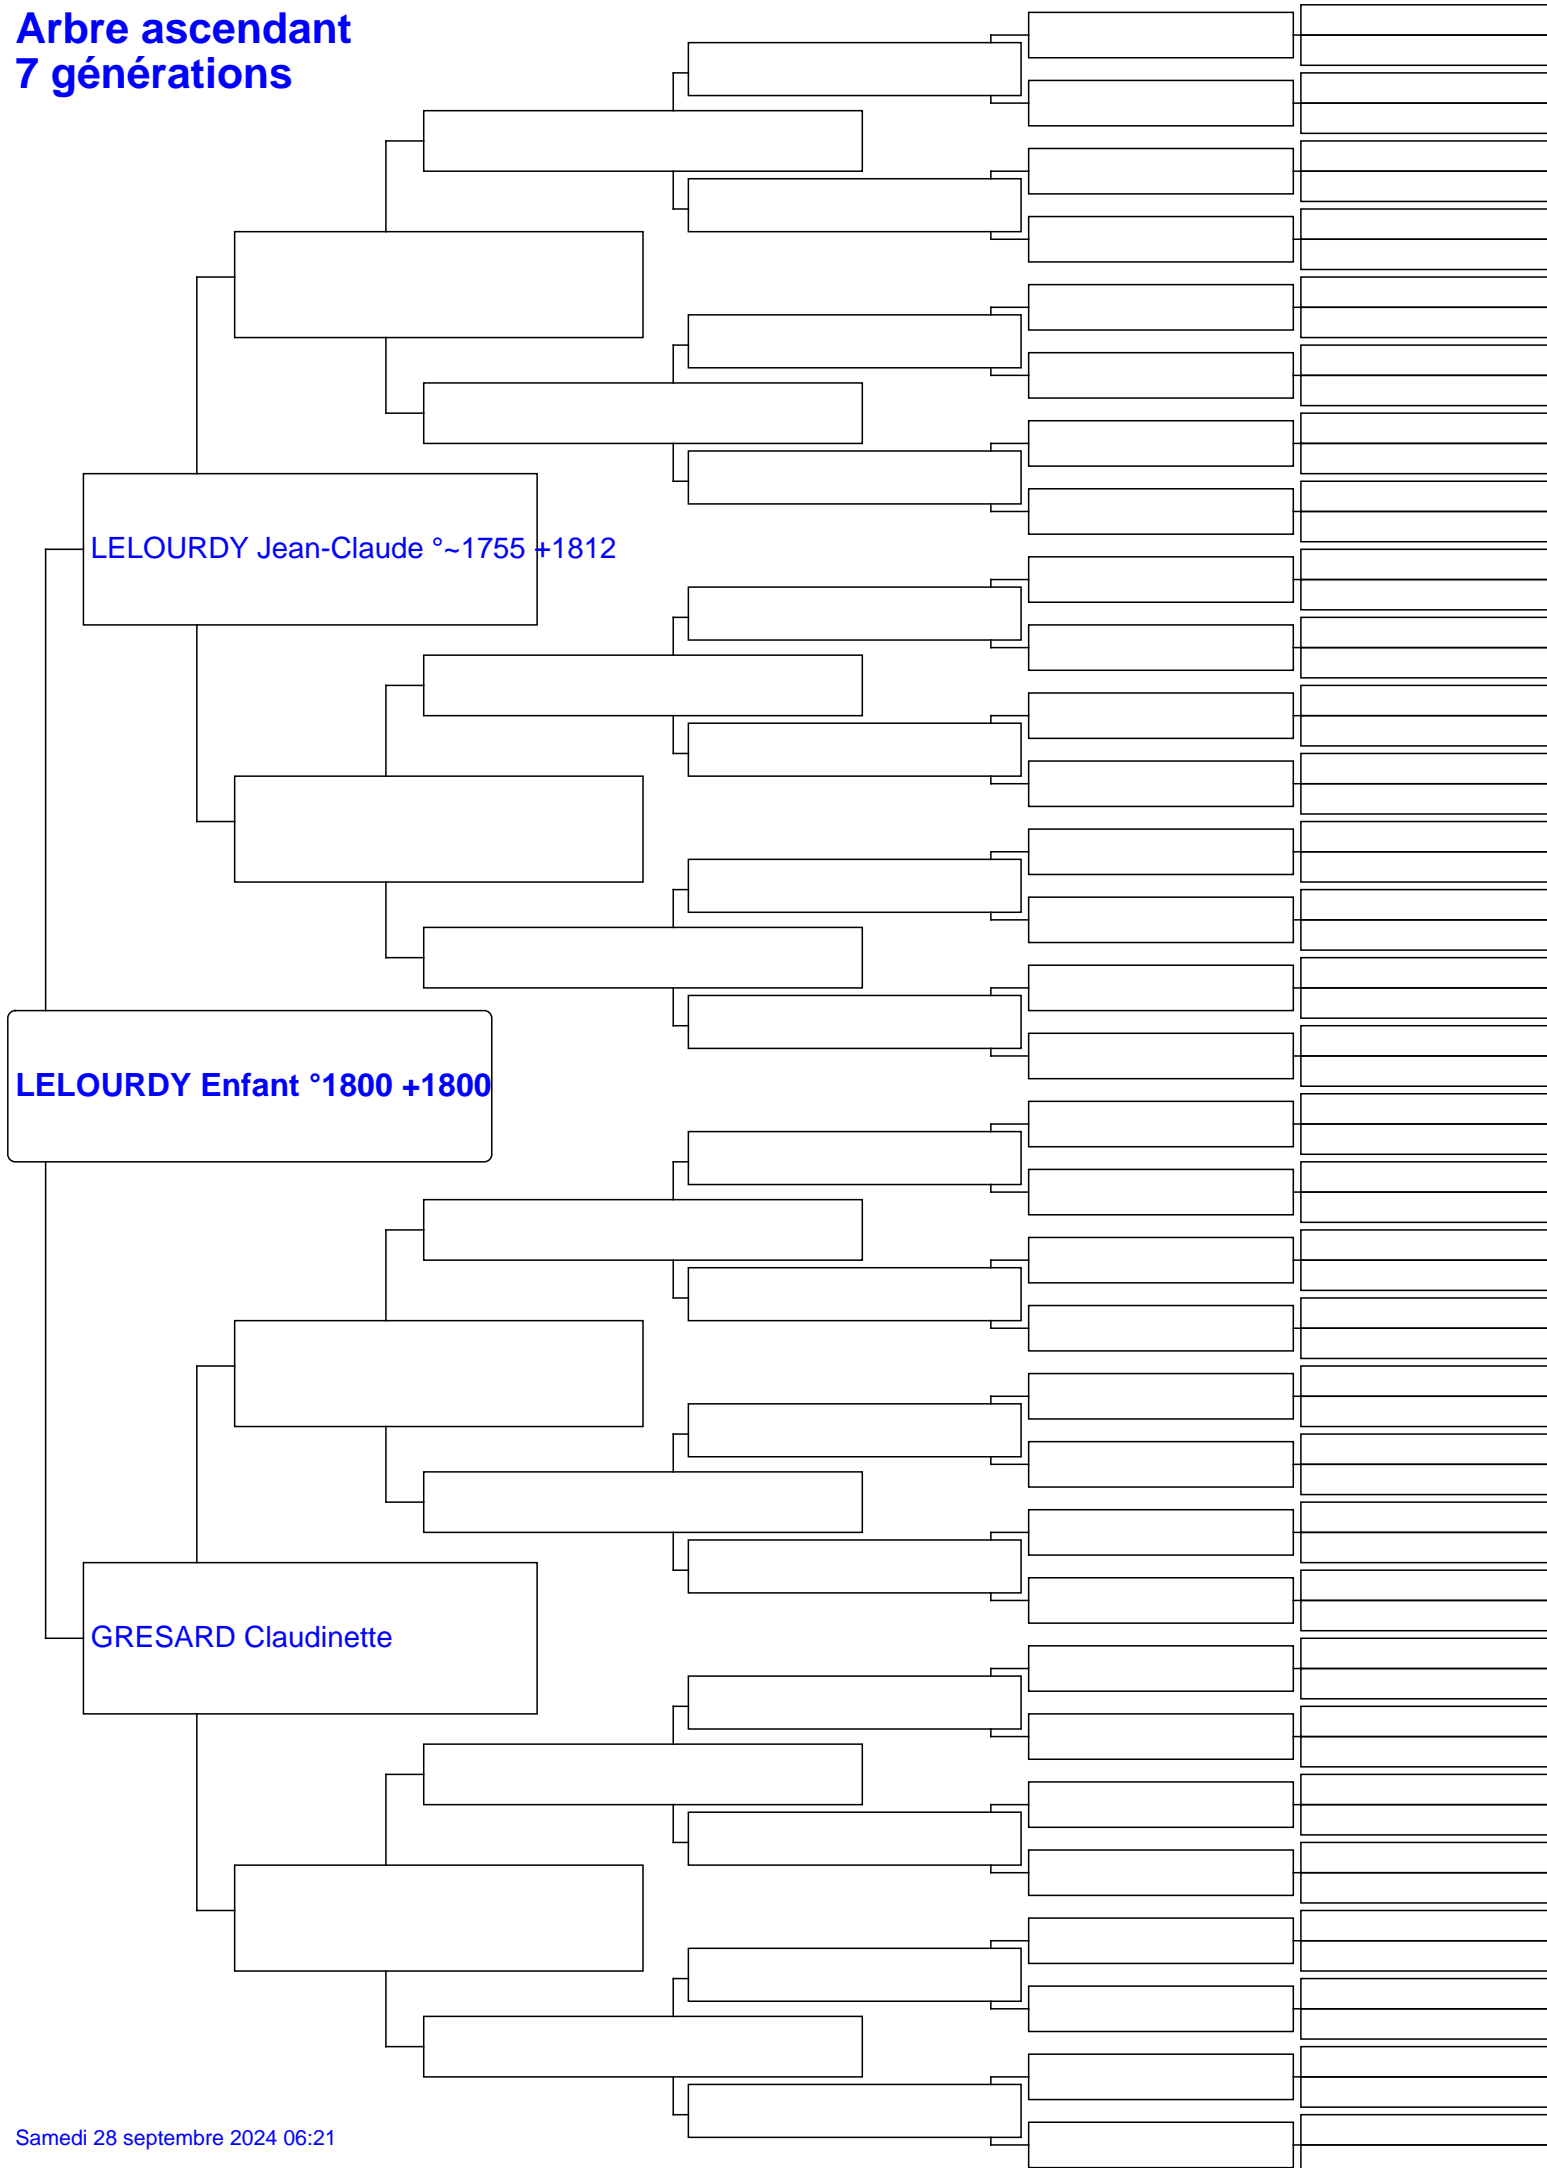 Arbre ascendant
7 générations
LELOURDY Jean-Claude °~1755 +1812
LELOURDY Enfant °1800 +1800
GRESARD Claudinette
Samedi 28 septembre 2024 06:21